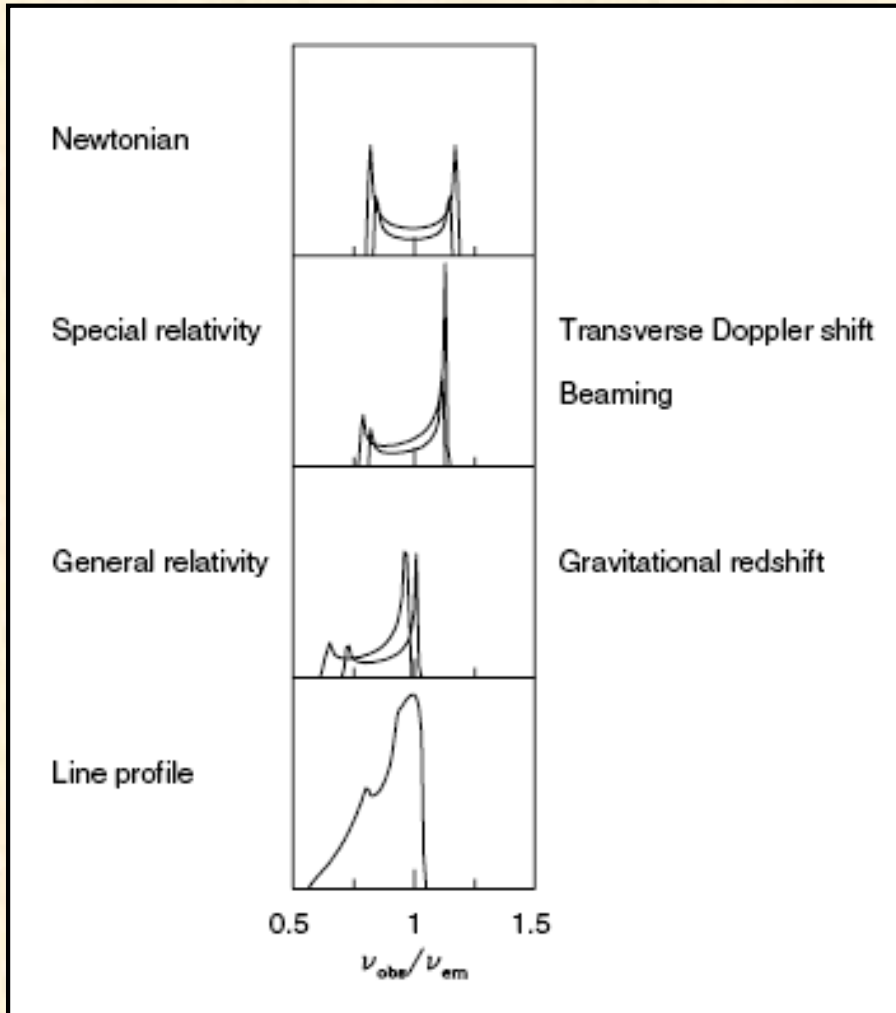 Newtonian
Special relativity
Transverse Doppler shift
Beaming
General relativity
Gravitational redshift
Line profile
0.5 1 1.5
ν_obs/ν_em